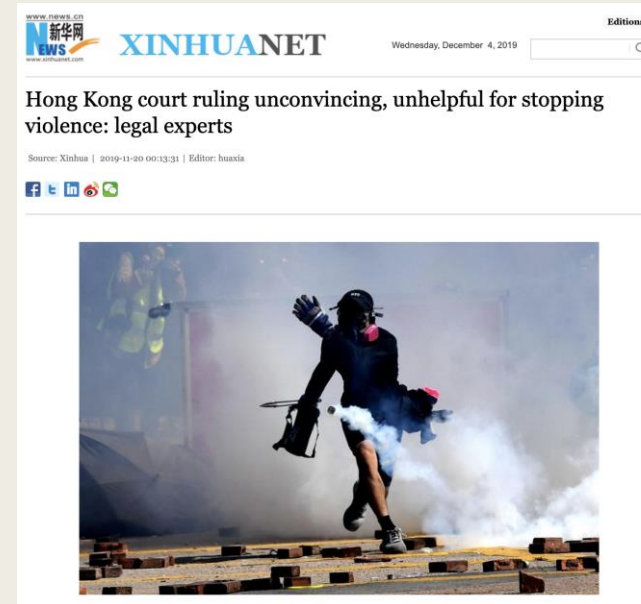 www.news.cn
新华网
NEWS
www.xinhuanet.com
XINHUANET
Wednesday, December 4, 2019
Editions
Hong Kong court ruling unconvincing, unhelpful for stopping
violence: legal experts
Source: Xinhua | 2019-11-20 00:13:31 | Editor: huaxia